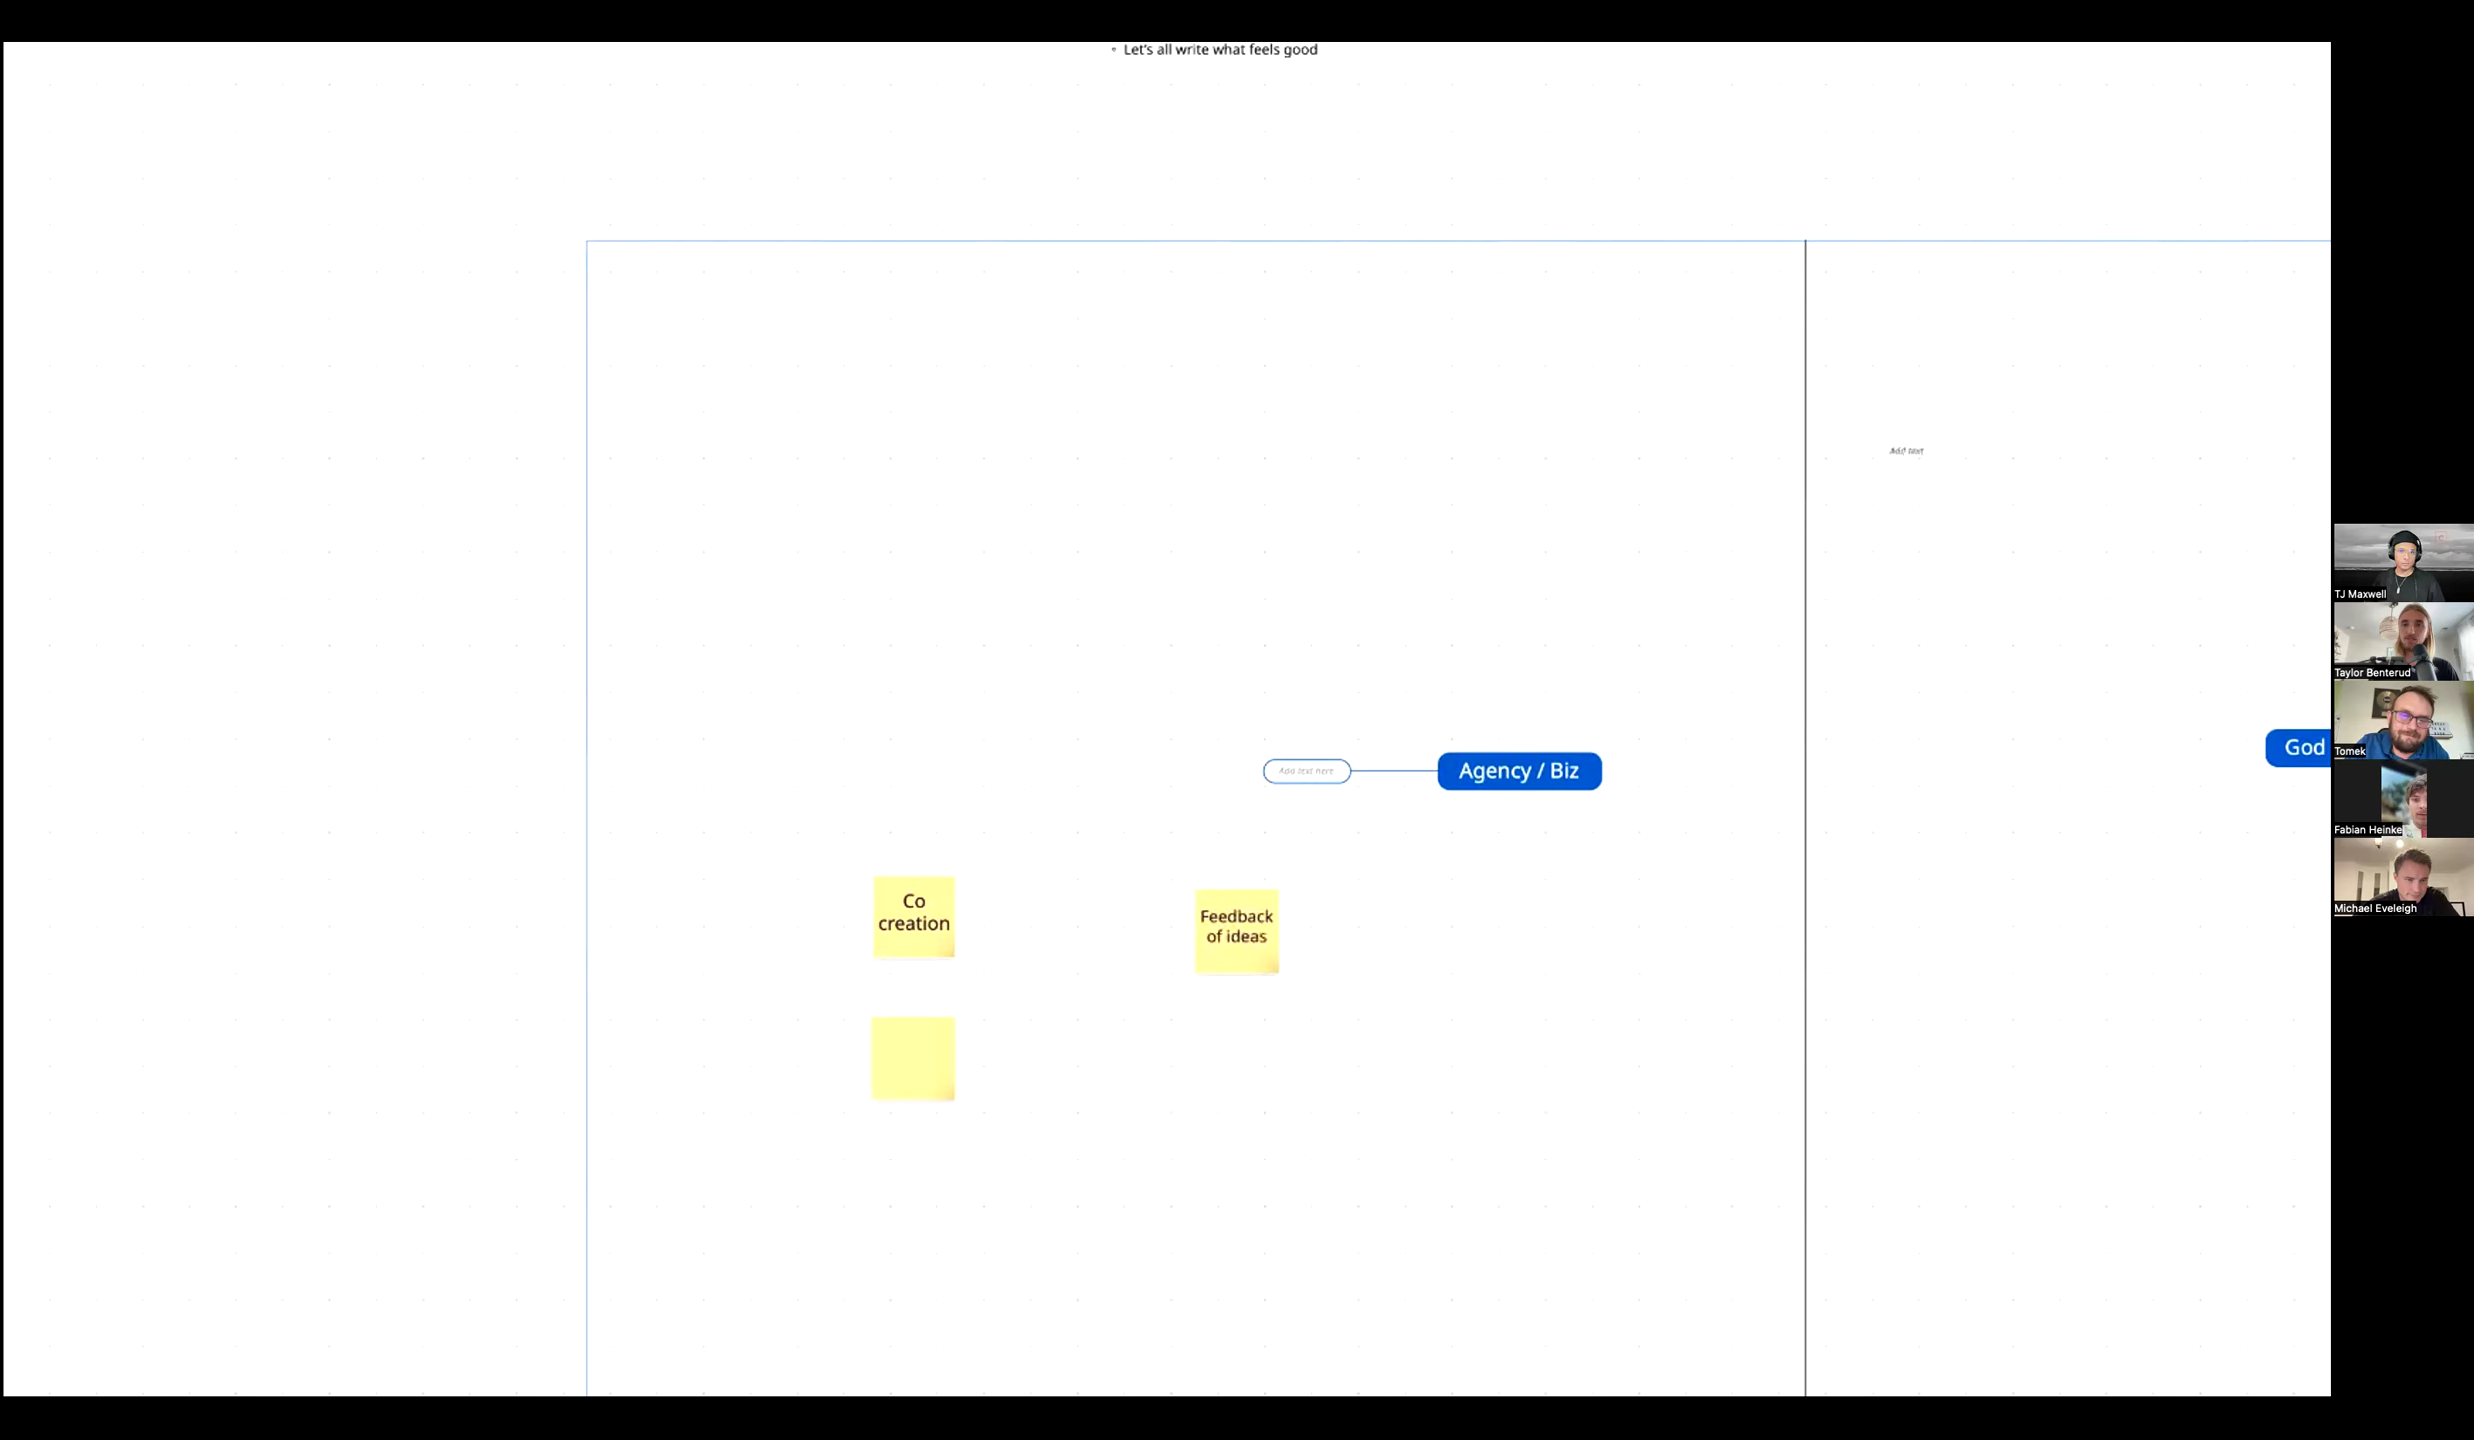 ◦ Let's all write what feels good
Add text
God
Add text here
Agency / Biz
Co
creation
Feedback
of ideas
TJ Maxwell
Taylor Benterud
Tomek
Fabian Heinke
Michael Eveleigh